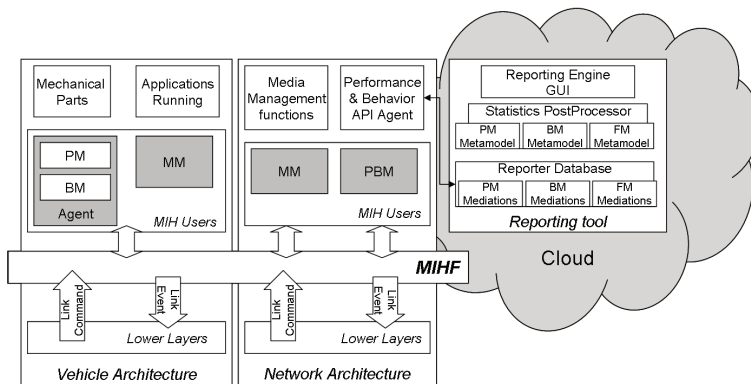 Mechanical
Parts
Applications
Running
PM
BM
Agent
MM
MIH Users
Media
Management
functions
Performance
& Behavior
API Agent
MM
PBM
MIH Users
Reporting Engine
GUI
Statistics PostProcessor
PM
Metamodel
BM
Metamodel
FM
Metamodel
Reporter Database
PM
Mediations
BM
Mediations
FM
Mediations
Reporting tool
Cloud
MIHF
Link
Command
Link
Event
Lower Layers
Vehicle Architecture
Link
Command
Link
Event
Lower Layers
Network Architecture